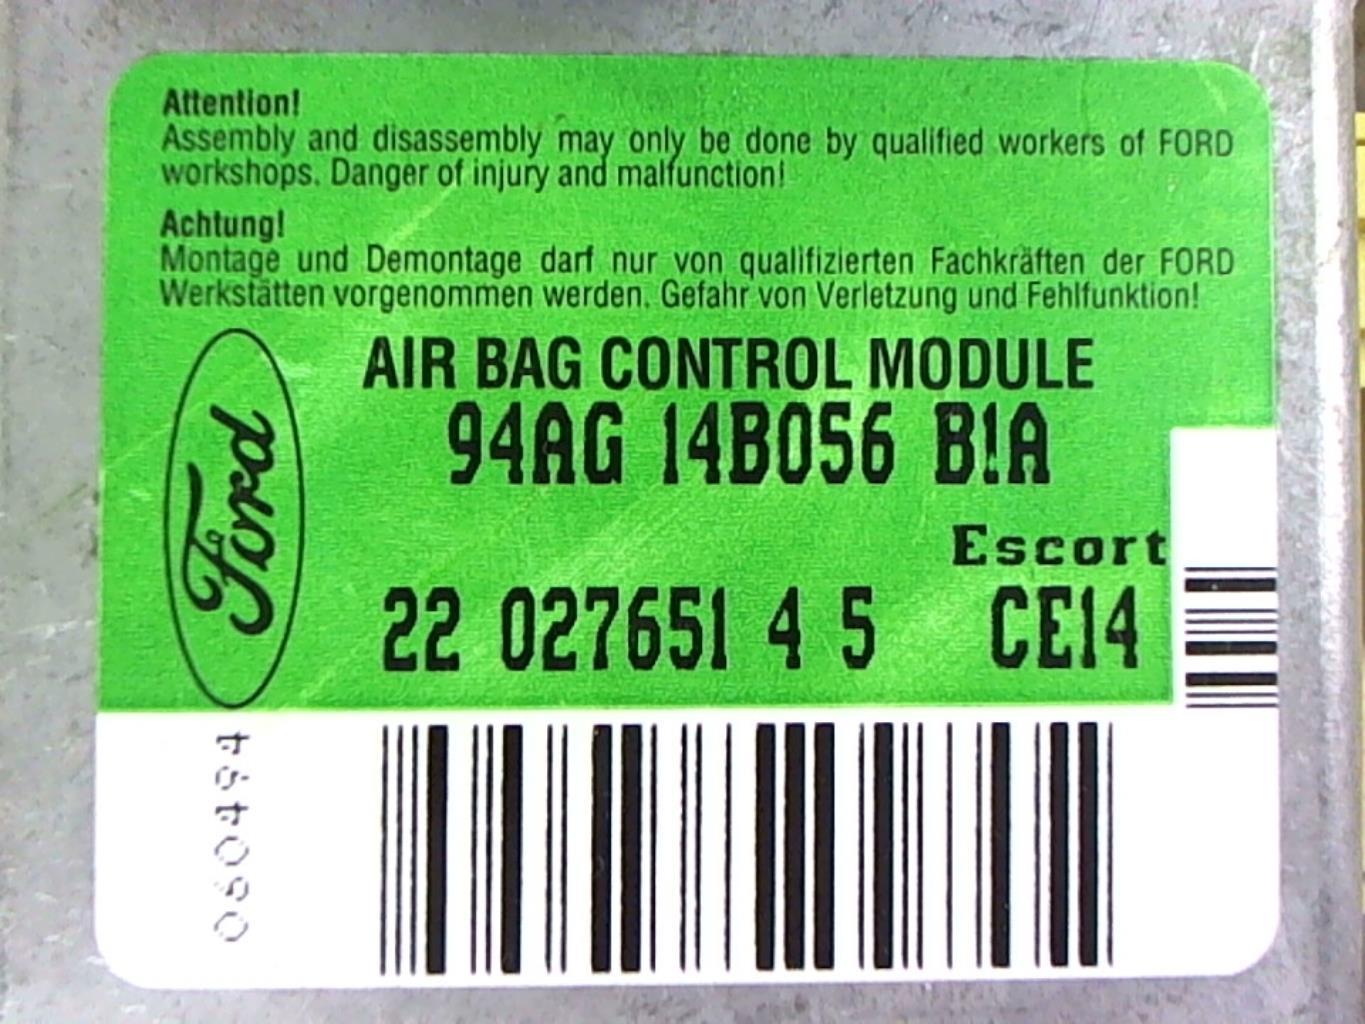 Attention!
Assembly and disassembly may only be done by qualified workers of FORD
workshops. Danger of injury and malfunction!
Achtung!
Montage und Demontage darf nur von qualifizierten Fachkräften der FORD
Werkstätten vorgenommen werden. Gefahr von Verletzung und Fehlfunktion!
Ford
AIR BAG CONTROL MODULE
94AG 14B056 B!A
Escort
22 027651 4 5 CE14